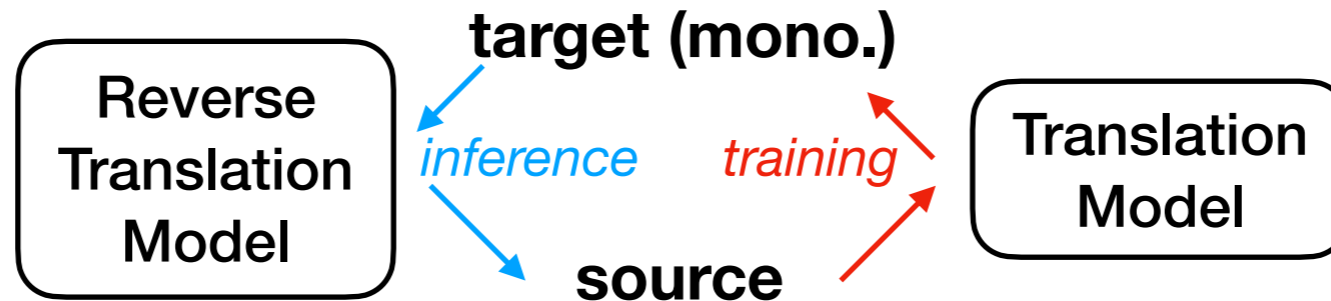 target (mono.)
Reverse
Translation
Model
inference
training
Translation
Model
source